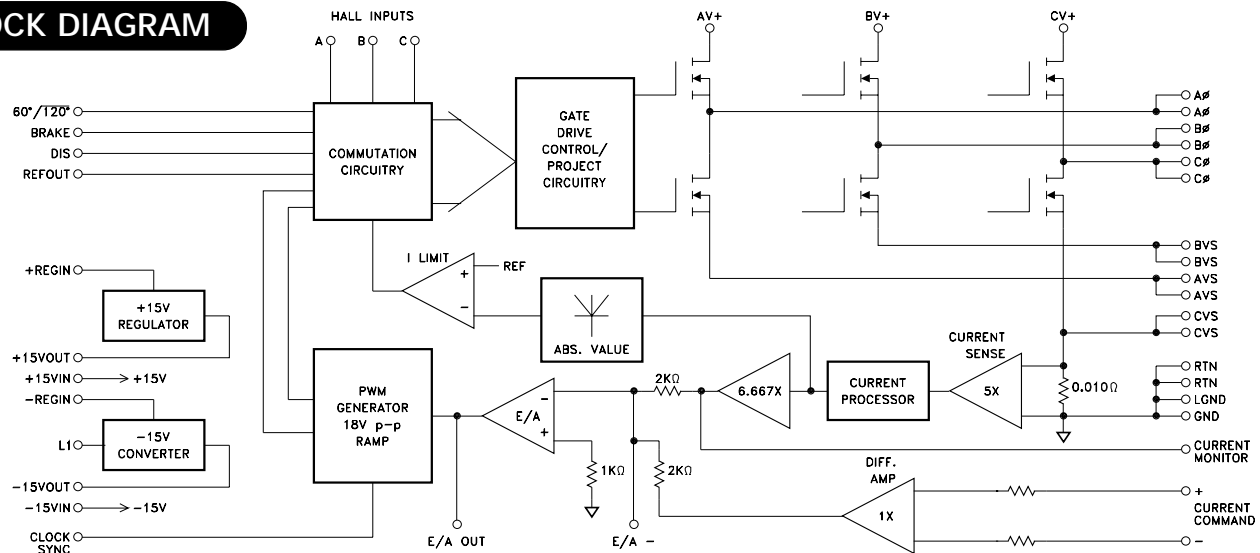 OCK DIAGRAM
HALL INPUTS
A
B
C
AV+
BV+
CV+
60°/120°
BRAKE
DIS
REFOUT
COMMUTATION
CIRCUITRY
GATE
DRIVE
CONTROL/
PROJECT
CIRCUITRY
AØ
AØ
BØ
BØ
CØ
CØ
BVS
BVS
AVS
AVS
CVS
CVS
+REGIN
+15V
REGULATOR
+15VOUT
+15VIN
+15V
-REGIN
L1
-15V
CONVERTER
-15VOUT
-15VIN
-15V
CLOCK
SYNC
I LIMIT
+
-
REF
ABS. VALUE
PWM
GENERATOR
18V p-p
RAMP
E/A
-
+
2KΩ
6.667X
CURRENT
PROCESSOR
CURRENT
SENSE
5X
0.010Ω
RTN
RTN
LGND
GND
1KΩ
2KΩ
E/A OUT
E/A -
DIFF.
AMP
1X
CURRENT
MONITOR
+
CURRENT
COMMAND
-